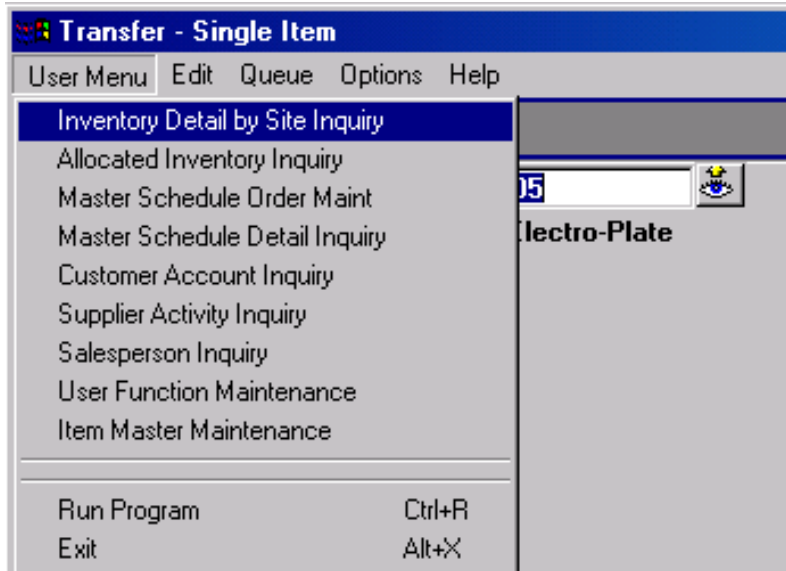 Transfer - Single Item
User Menu Edit Queue Options Help
Inventory Detail by Site Inquiry
Allocated Inventory Inquiry
05
Master Schedule Order Maint
Master Schedule Detail Inquiry
lectro-Plate
Customer Account Inquiry
Supplier Activity Inquiry
Salesperson Inquiry
User Function Maintenance
Item Master Maintenance
Run Program Ctrl+R
Exit Alt+X